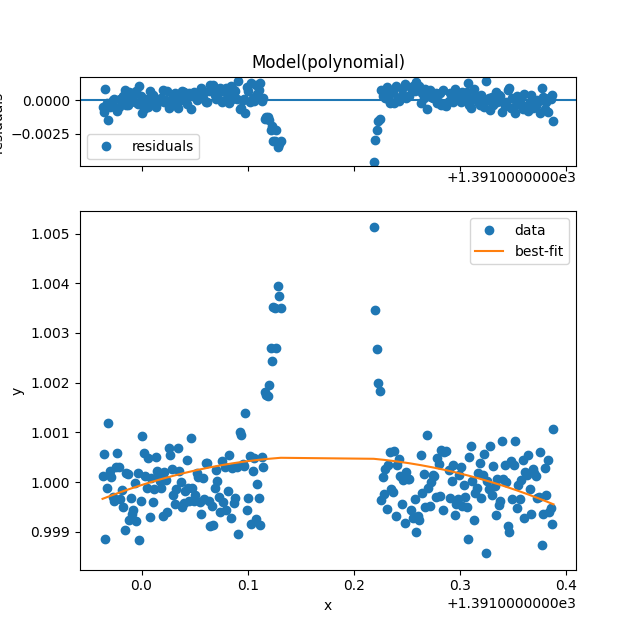 Model(polynomial)
0.0000
−0.0025
residuals
residuals
+1.3910000000e3
1.005
1.004
1.003
1.002
1.001
1.000
0.999
y
data
best-fit
0.0
0.1
0.2
0.3
0.4
x
+1.3910000000e3